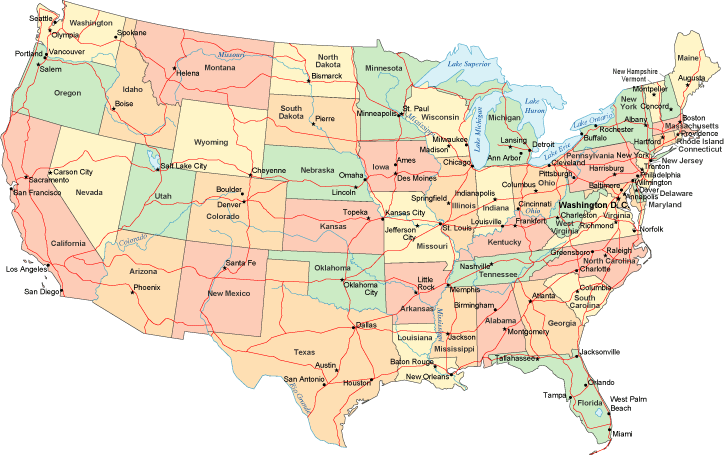 Seattle
Washington
Olympia
Spokane
Portland
Vancouver
Salem
Oregon
Idaho
Boise
Helena
Montana
Missouri
North
Dakota
Bismarck
South
Dakota
Pierre
Wyoming
Cheyenne
Nebraska
Omaha
Lincoln
Minnesota
Minneapolis
St. Paul
Mississippi
Wisconsin
Milwaukee
Madison
Lake Superior
Lake Michigan
Lake
Huron
Michigan
Lansing
Ann Arbor
Detroit
Lake Erie
Lake Ontario
Maine
Augusta
New Hampshire
Vermont
Montpelier
Concord
New
York
Albany
Rochester
Buffalo
Boston
Massachusetts
Providence
Rhode Island
Hartford
Connecticut
New York
New Jersey
Trenton
Philadelphia
Pennsylvania
Harrisburg
Pittsburgh
Wilmington
Dover
Delaware
Baltimore
Annapolis
Maryland
Washington D.C.
Cleveland
Columbus
Ohio
Cincinnati
Ohio
Indianapolis
Indiana
Chicago
Springfield
Illinois
Iowa
Ames
Des Moines
Carson City
Sacramento
San Francisco
Nevada
California
Los Angeles
San Diego
Salt Lake City
Utah
Boulder
Denver
Colorado
Colorado
Arizona
Phoenix
Santa Fe
New Mexico
Topeka
Kansas
Kansas City
Jefferson
City
St. Louis
Missouri
Louisville
Frankfort
Kentucky
Charleston
West
Virginia
Virginia
Richmond
Norfolk
Greensboro
Raleigh
North Carolina
Charlotte
Nashville
Tennessee
Memphis
Oklahoma
Oklahoma
City
Little
Rock
Arkansas
Columbia
South
Carolina
Atlanta
Georgia
Birmingham
Alabama
Montgomery
Mississippi
Jackson
Mississippi
Louisiana
Baton Rouge
New Orleans
Dallas
Texas
Austin
San Antonio
Houston
Rio Grande
Tallahassee
Jacksonville
Orlando
Tampa
Florida
West Palm
Beach
Miami